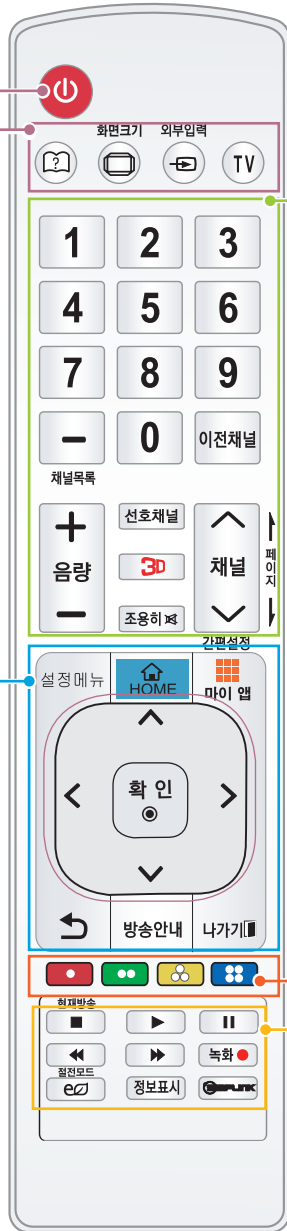 화면크기 외부입력
? TV
1 2 3
4 5 6
7 8 9
- 0 이전채널
채널목록
+ 선호채널
음량 3D 채널 페이지
- 조용히
간편설정
설정메뉴 HOME 마이 앱
확 인
방송안내 나가기
현재방송
녹화
절전모드
eco 정보표시